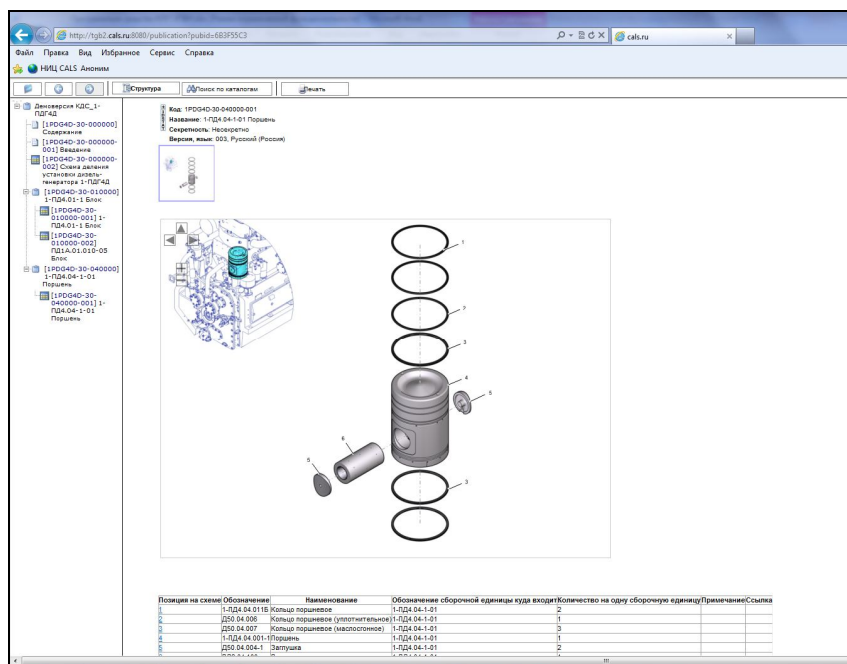 http://tgb2.cals.ru:8080/publication?pubid=6B3F55C3
cals.ru
Файл Правка Вид Избранное Сервис Справка
НИЦ CALS Аноним
Структура Поиск по каталогам Печать
Демоверсия КДС_1-ПДГ4Д
[1PDG4D-30-000000] Содержание
[1PDG4D-30-000000-001] Введение
[1PDG4D-30-000000-002] Схема деления установки дизель-генератора 1-ПДГ4Д
[1PDG4D-30-010000] 1-ПД4.01-1 Блок
[1PDG4D-30-010000-001] 1-ПД4.01-1 Блок
[1PDG4D-30-010000-002] ПД1А.01.010-05 Блок
[1PDG4D-30-040000] 1-ПД4.04-1-01 Поршень
[1PDG4D-30-040000-001] 1-ПД4.04-1-01 Поршень
Код: 1PDG4D-30-040000-001
Название: 1-ПД4.04-1-01 Поршень
Секретность: Несекретно
Версия, язык: 003, Русский (Россия)
1
2
3
4
5
6
5
3
Позиция на схеме Обозначение Наименование Обозначение сборочной единицы куда входит Количество на одну сборочную единицу Примечание Ссылка
1 1-ПД4.04.011Б Кольцо поршневое 1-ПД4.04-1-01 2
2 Д50.04.006 Кольцо поршневое (уплотнительное) 1-ПД4.04-1-01 1
3 Д50.04.007 Кольцо поршневое (маслосгонное) 1-ПД4.04-1-01 3
4 1-ПД4.04.001-1 Поршень 1-ПД4.04-1-01 1
5 Д50.04.004-1 Заглушка 1-ПД4.04-1-01 2